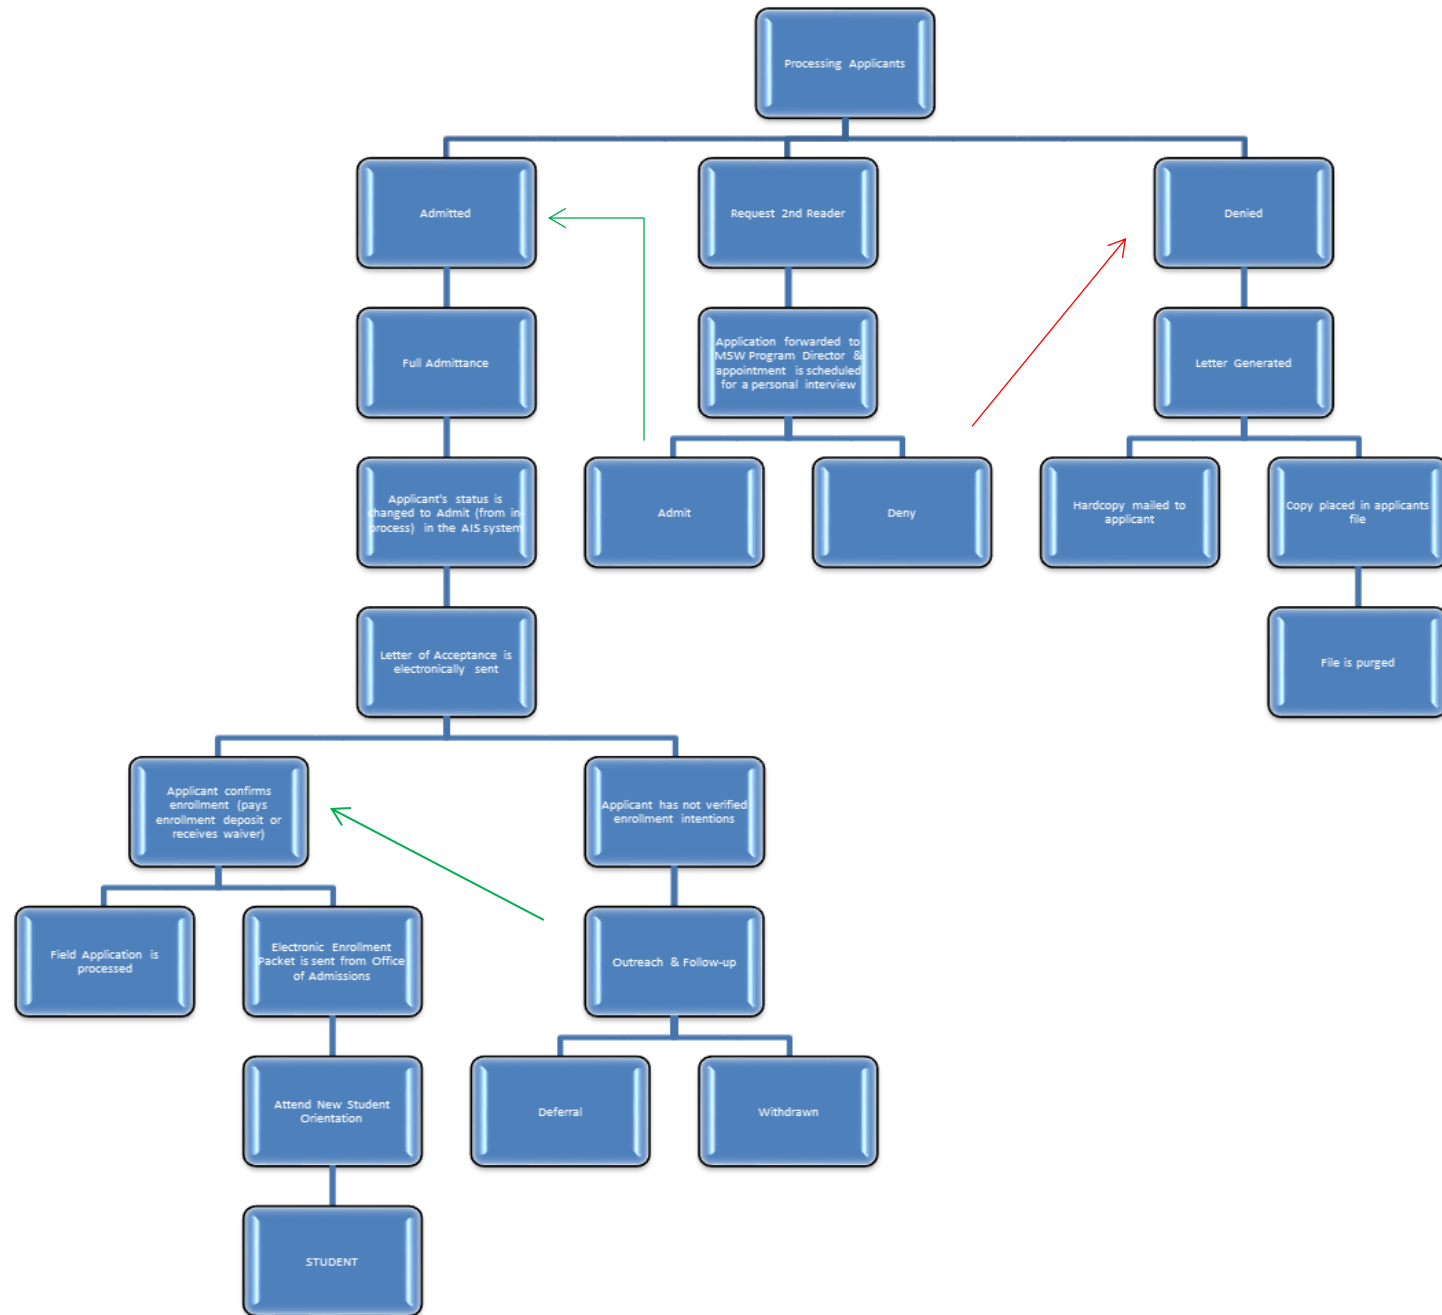 Processing Applicants
Admitted
Request 2nd Reader
Denied
Full Admittance
Application forwarded to
MSW Program Director &
appointment is scheduled
for a personal interview
Letter Generated
Applicant's status is
changed to Admit (from in-
process) in the AIS system
Admit
Deny
Hardcopy mailed to
applicant
Copy placed in applicants
file
Letter of Acceptance is
electronically sent
File is purged
Applicant confirms
enrollment (pays
enrollment deposit or
receives waiver)
Applicant has not verified
enrollment intentions
Field Application is
processed
Electronic Enrollment
Packet is sent from Office
of Admissions
Outreach & Follow-up
Attend New Student
Orientation
Deferral
Withdrawn
STUDENT